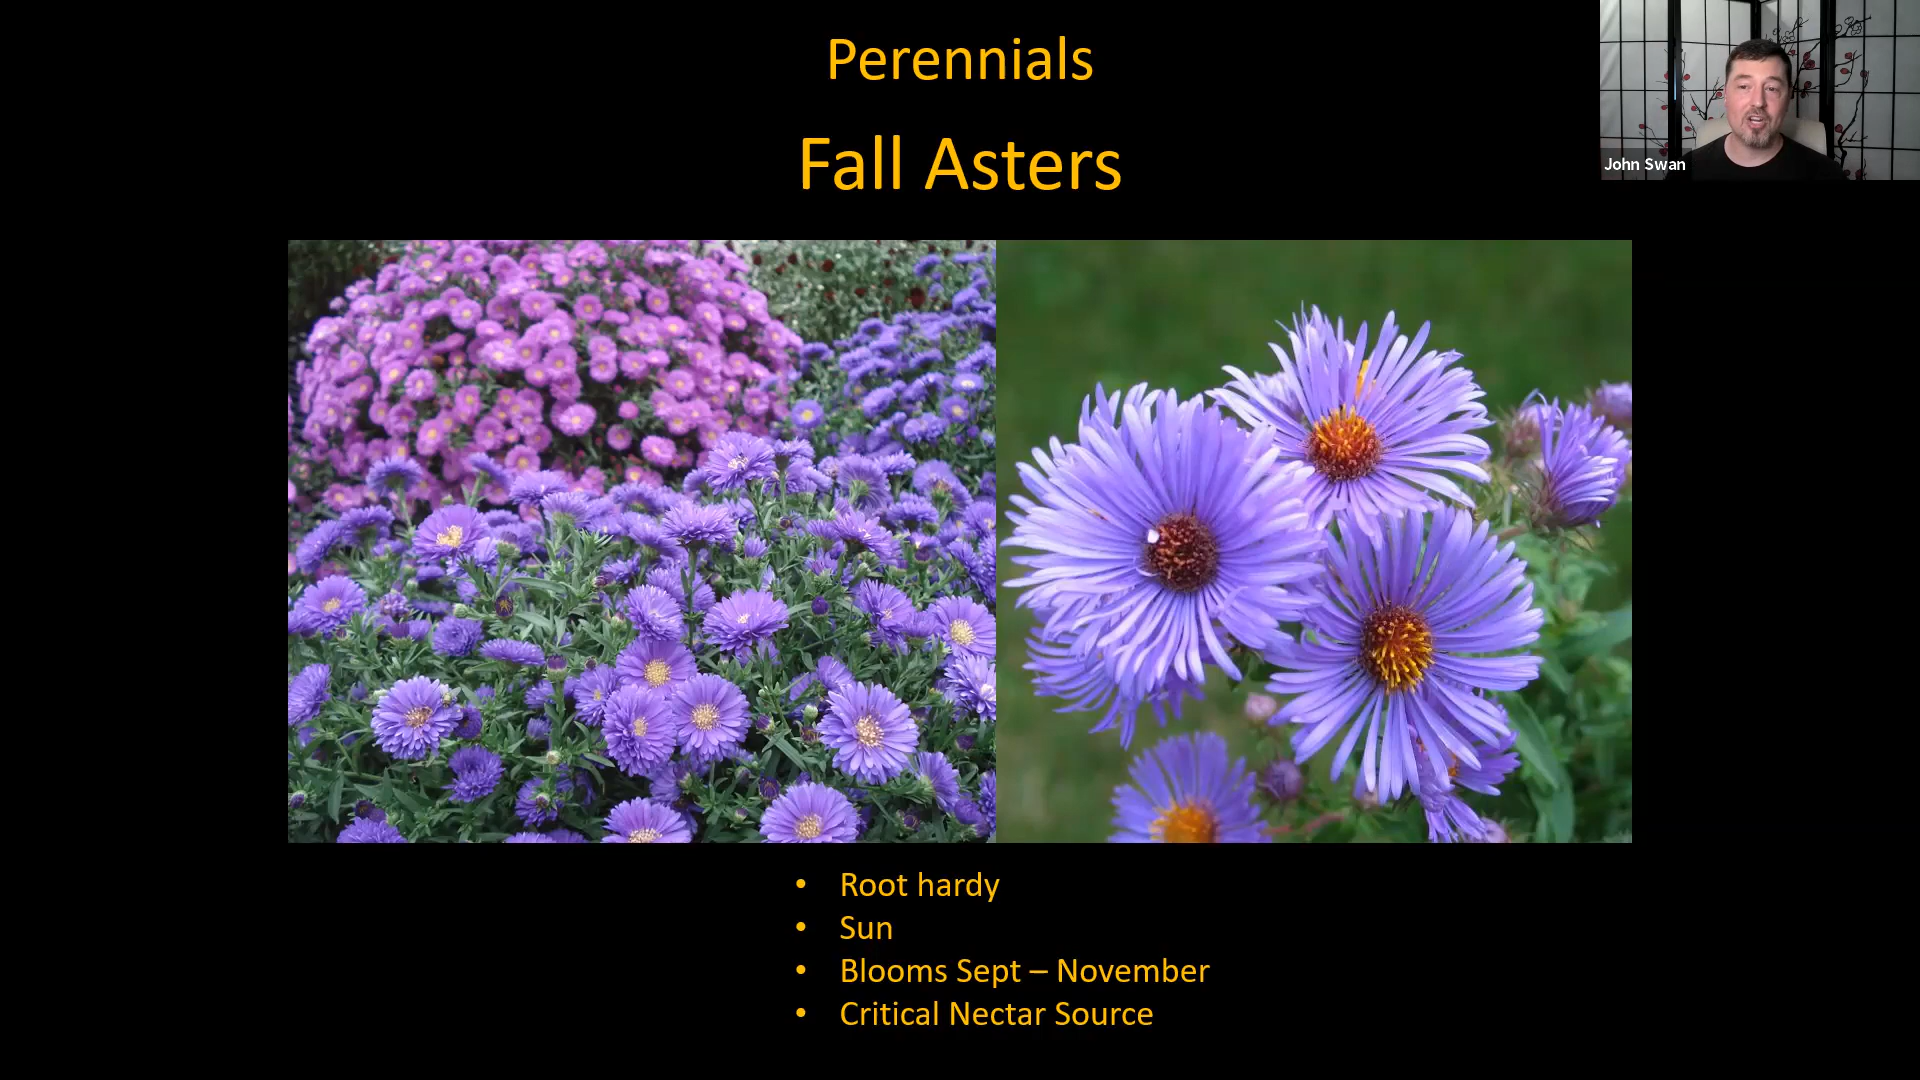 Perennials
Fall Asters
John Swan
• Root hardy
• Sun
• Blooms Sept – November
• Critical Nectar Source